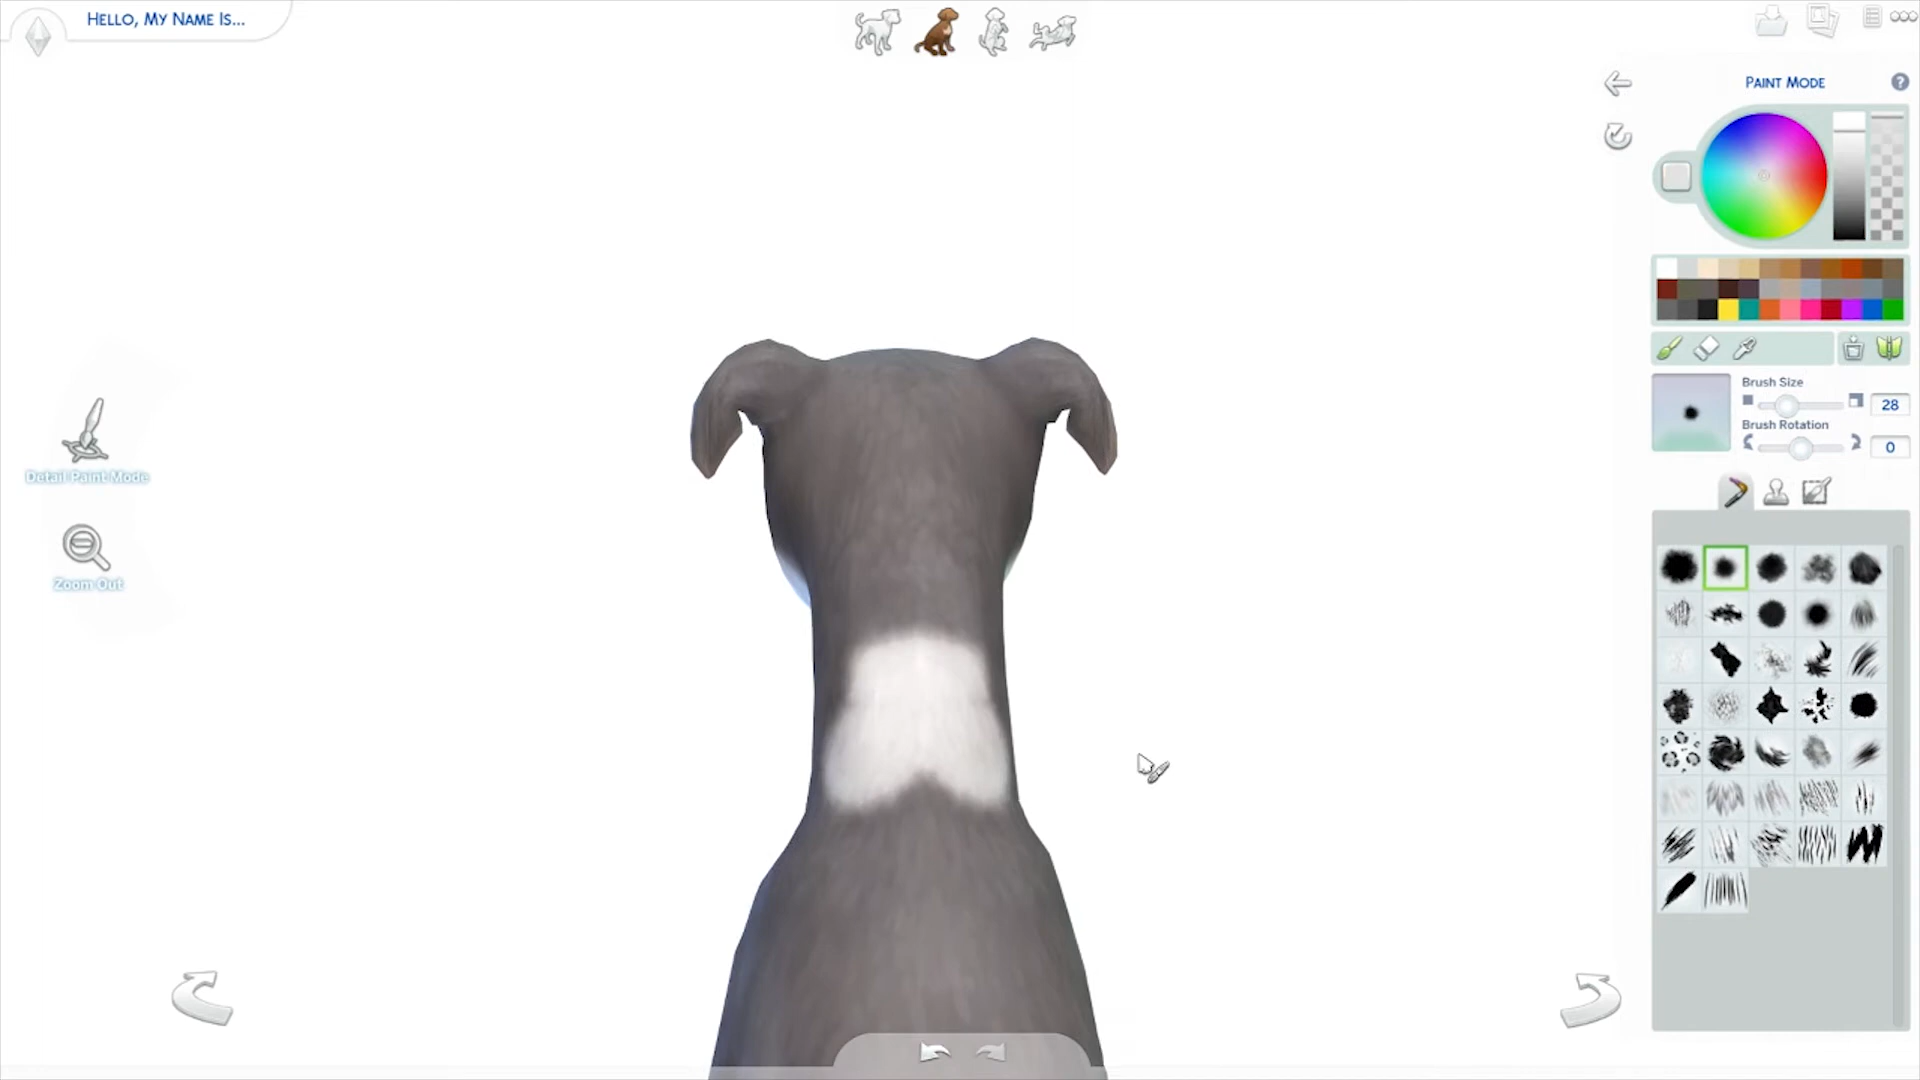 Hello, My Name Is...
Paint Mode
?
Brush Size
28
Brush Rotation
0
Detail Paint Mode
Zoom Out